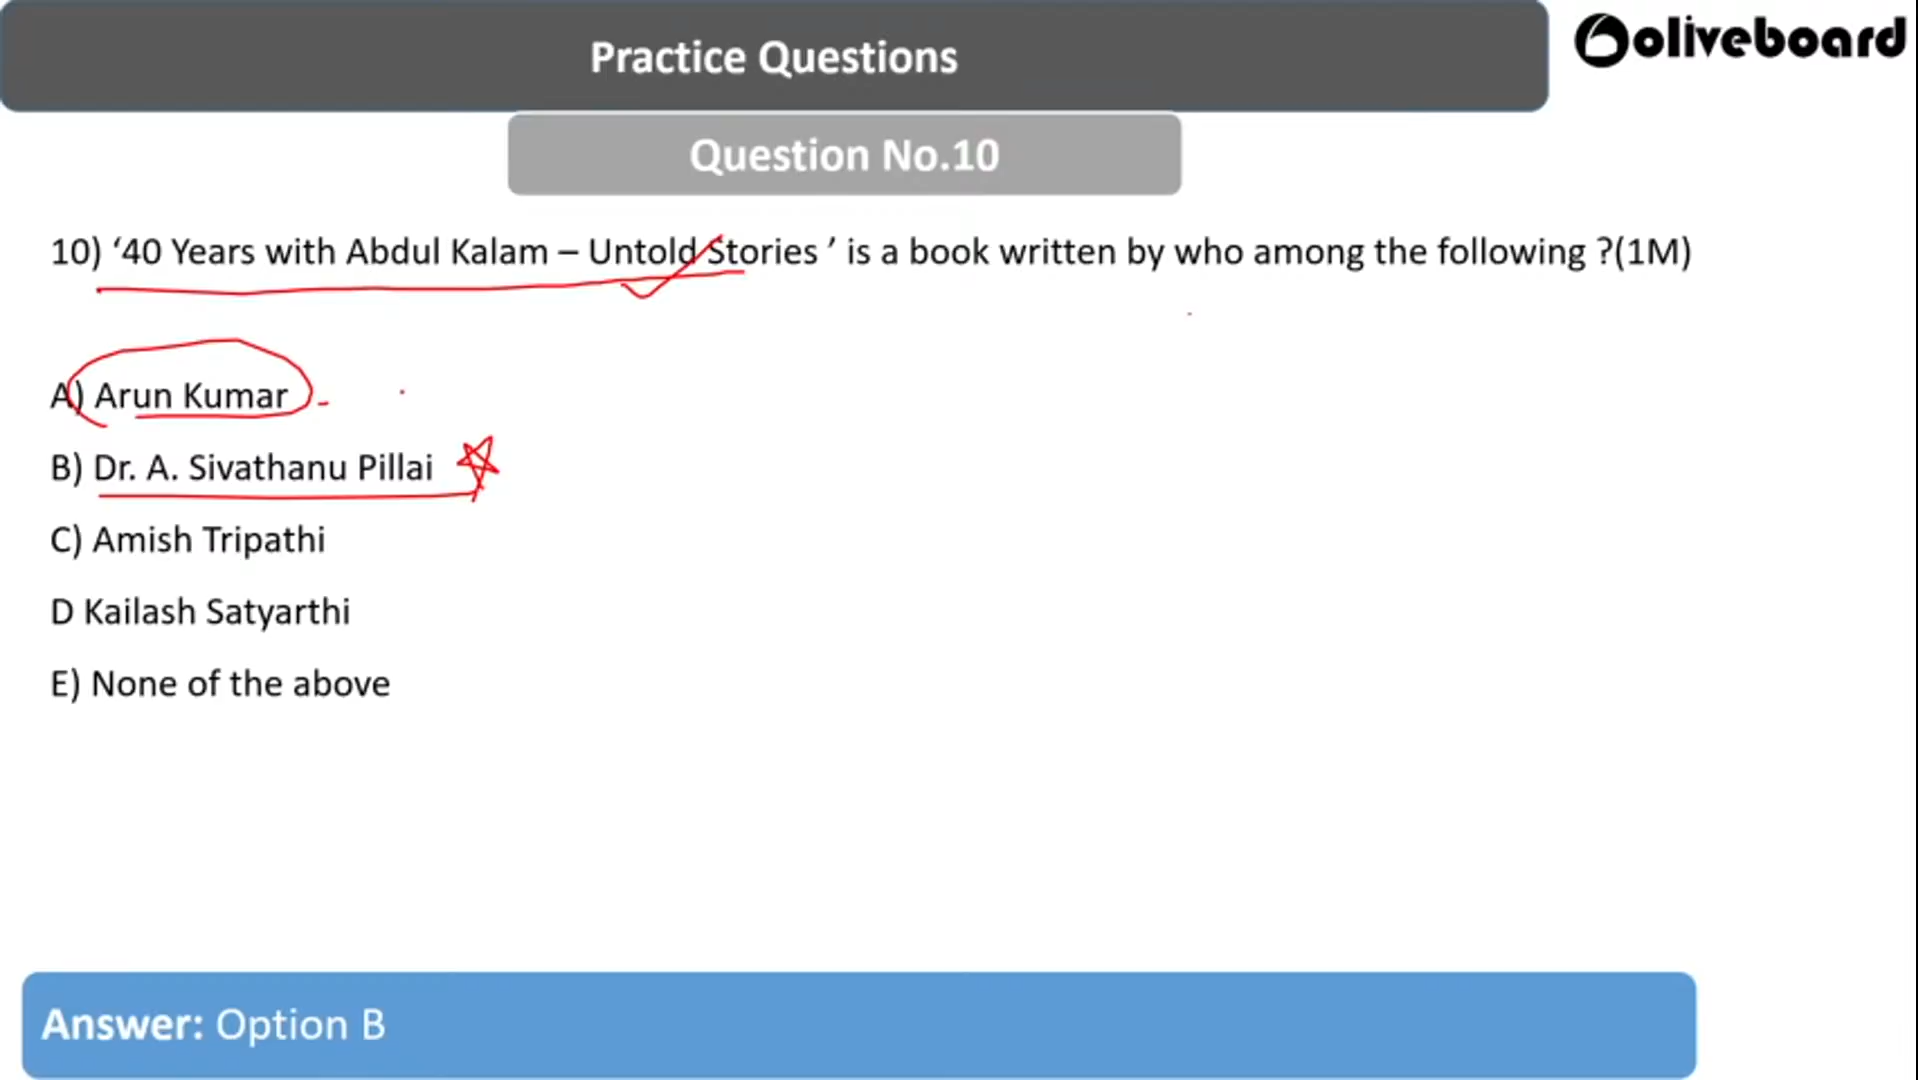 Practice Questions
oliveboard
Question No.10
10) ‘40 Years with Abdul Kalam – Untold Stories ’ is a book written by who among the following ?(1M)
A) Arun Kumar
B) Dr. A. Sivathanu Pillai
C) Amish Tripathi
D Kailash Satyarthi
E) None of the above
Answer: Option B